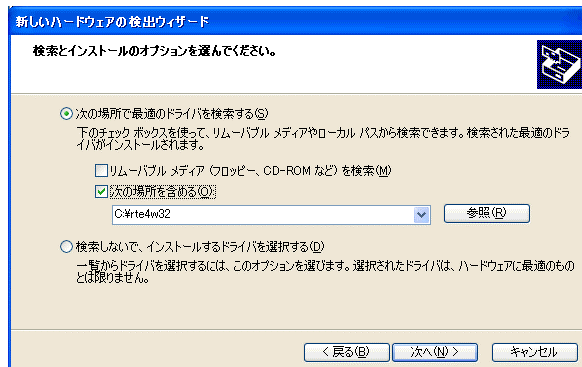 新しいハードウェアの検出ウィザード
検索とインストールのオプションを選んでください。
次の場所で最適のドライバを検索する(S)
下のチェック ボックスを使って、リムーバブル メディアやローカル パスから検索できます。検索された最適のドラ
イバがインストールされます。
リムーバブル メディア (フロッピー、CD-ROM など) を検索(M)
次の場所を含める(O)
C:¥rte4w32
参照(R)
検索しないで、インストールするドライバを選択する(D)
一覧からドライバを選択するには、このオプションを選びます。選択されたドライバは、ハードウェアに最適のもの
とは限りません。
< 戻る(B)
次へ(N) >
キャンセル